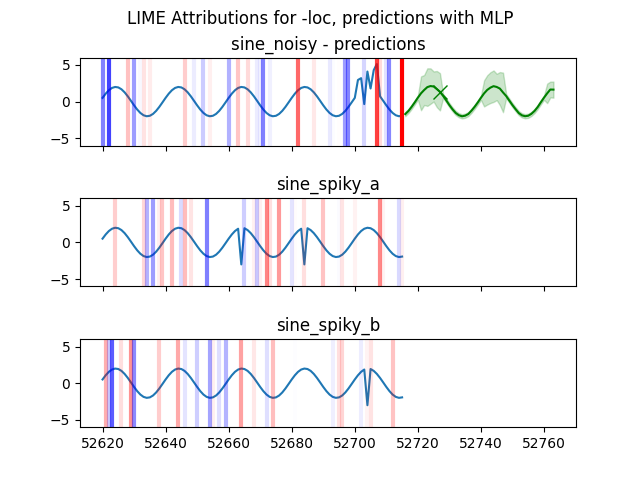 LIME Attributions for -loc, predictions with MLP
sine_noisy - predictions
5
0
−5
sine_spiky_a
5
0
−5
sine_spiky_b
5
0
−5
52620 52640 52660 52680 52700 52720 52740 52760